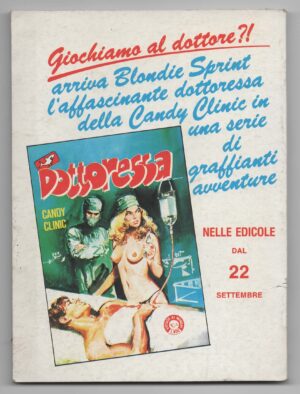 Giochiamo al dottore?!
arriva Blondie Sprint
l'affascinante dottoressa
della Candy Clinic in
una serie
di
graffianti
avventure
Dottoressa
CANDY
CLINIC
NELLE EDICOLE
DAL
22
SETTEMBRE